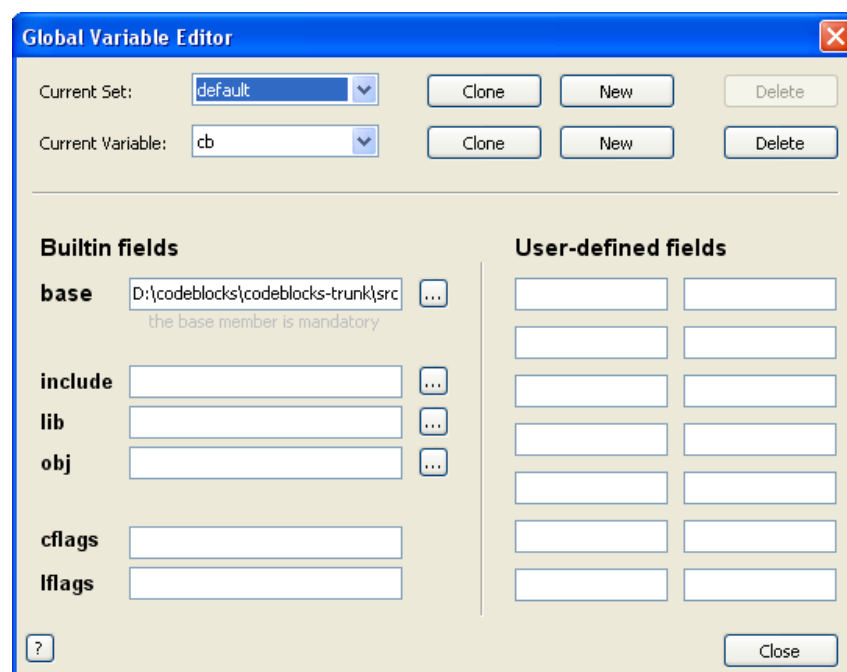 Global Variable Editor
Current Set: default Clone New Delete
Current Variable: cb Clone New Delete
Builtin fields User-defined fields
base D:\codeblocks\codeblocks-trunk\src ...
the base member is mandatory
include ...
lib ...
obj ...
cflags
lflags
? Close